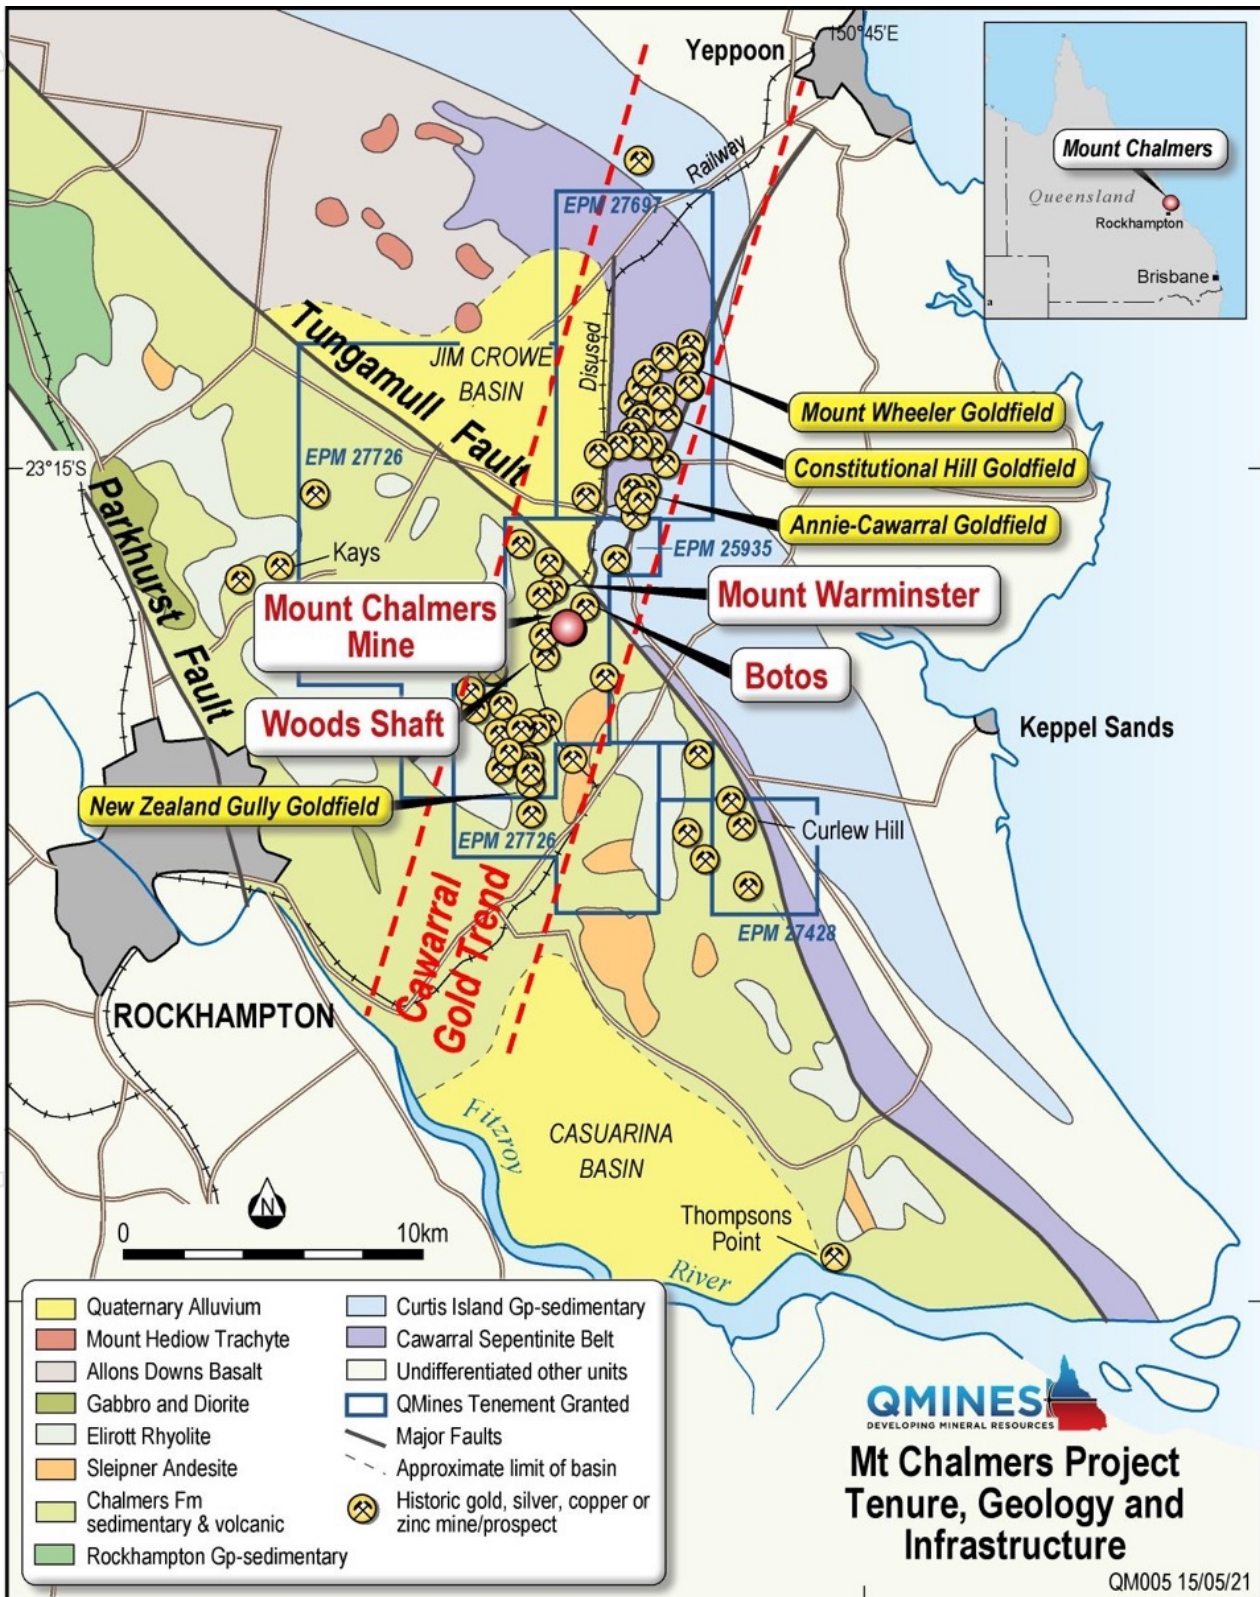 Yeppoon
150°45'E
Mount Chalmers
Queensland
Rockhampton
Brisbane
a
Railway
EPM 27697
Tungamull Fault
JIM CROWE
BASIN
Disused
Mount Wheeler Goldfield
Constitutional Hill Goldfield
Annie-Cawarral Goldfield
23°15'S
EPM 27726
Parkhurst Fault
Kays
EPM 25935
Mount Chalmers
Mine
Mount Warminster
Botos
Woods Shaft
Keppel Sands
New Zealand Gully Goldfield
EPM 27726
Curlew Hill
EPM 27428
Cawarral
Gold Trend
ROCKHAMPTON
Fitzroy
CASUARINA
BASIN
Thompsons
Point
River
N
0 10km
Quaternary Alluvium
Mount Hediow Trachyte
Allons Downs Basalt
Gabbro and Diorite
Elirott Rhyolite
Sleipner Andesite
Chalmers Fm
sedimentary & volcanic
Rockhampton Gp-sedimentary
Curtis Island Gp-sedimentary
Cawarral Sepentinite Belt
Undifferentiated other units
QMines Tenement Granted
Major Faults
Approximate limit of basin
Historic gold, silver, copper or
zinc mine/prospect
QMINES
DEVELOPING MINERAL RESOURCES
Mt Chalmers Project
Tenure, Geology and
Infrastructure
QM005 15/05/21